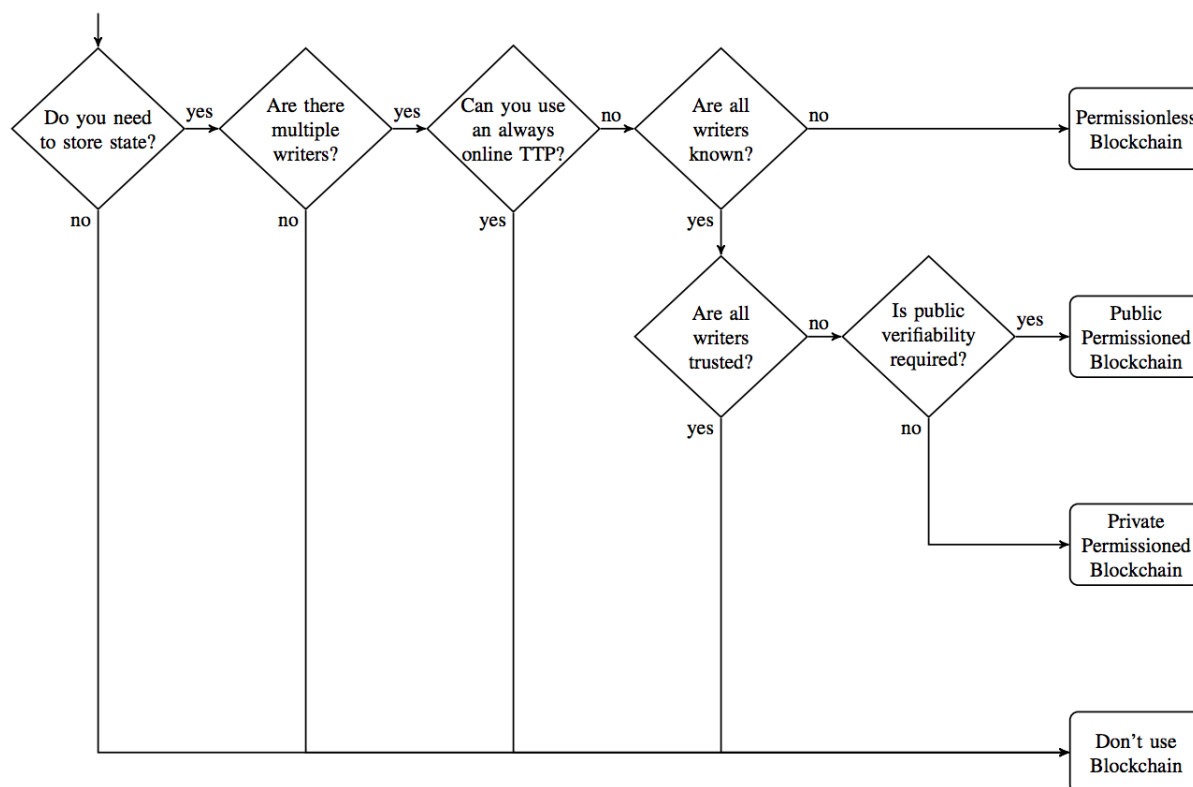 Do you need
to store state?
yes
no
Are there
multiple
writers?
yes
no
Can you use
an always
online TTP?
no
yes
Are all
writers
known?
no
yes
Permissionless
Blockchain
Are all
writers
trusted?
no
yes
Is public
verifiability
required?
yes
no
Public
Permissioned
Blockchain
Private
Permissioned
Blockchain
Don't use
Blockchain